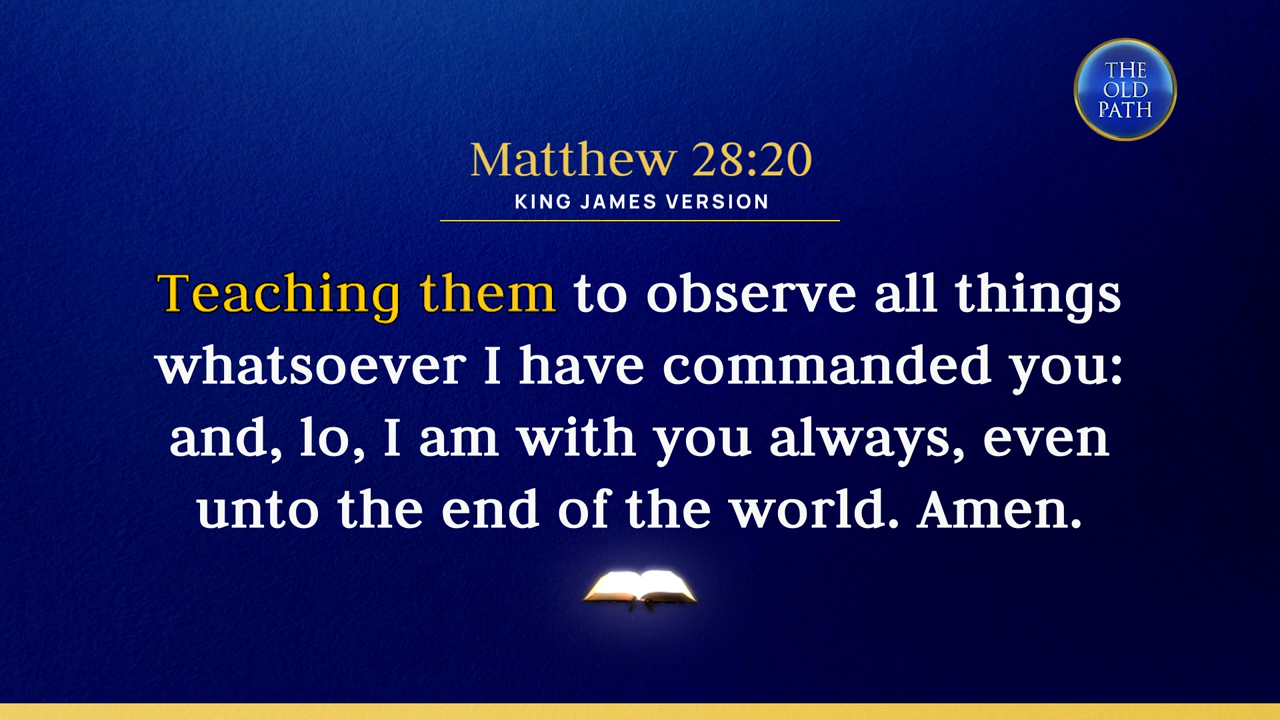 THE
OLD
PATH
Matthew 28:20
KING JAMES VERSION
Teaching them to observe all things
whatsoever I have commanded you:
and, lo, I am with you always, even
unto the end of the world. Amen.